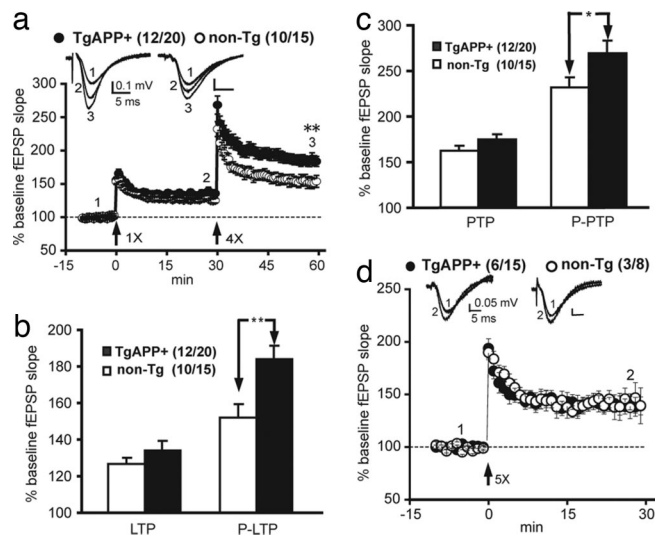 a
TgAPP+ (12/20) non-Tg (10/15)
% baseline fEPSP slope
300
250
200
150
100
50
1
2
3
0.1 mV
5 ms
1
2
3
1
2
**
3
1X
4X
-15 0 15 30 45 60
min
b
% baseline fEPSP slope
200
180
160
140
120
100
TgAPP+ (12/20)
non-Tg (10/15)
**
LTP P-LTP
c
% baseline fEPSP slope
300
250
200
150
100
TgAPP+ (12/20)
non-Tg (10/15)
*
PTP P-PTP
d
TgAPP+ (6/15) non-Tg (3/8)
% baseline fEPSP slope
250
200
150
100
50
1
2
0.05 mV
5 ms
1
2
1
2
5X
-15 0 15 30
min